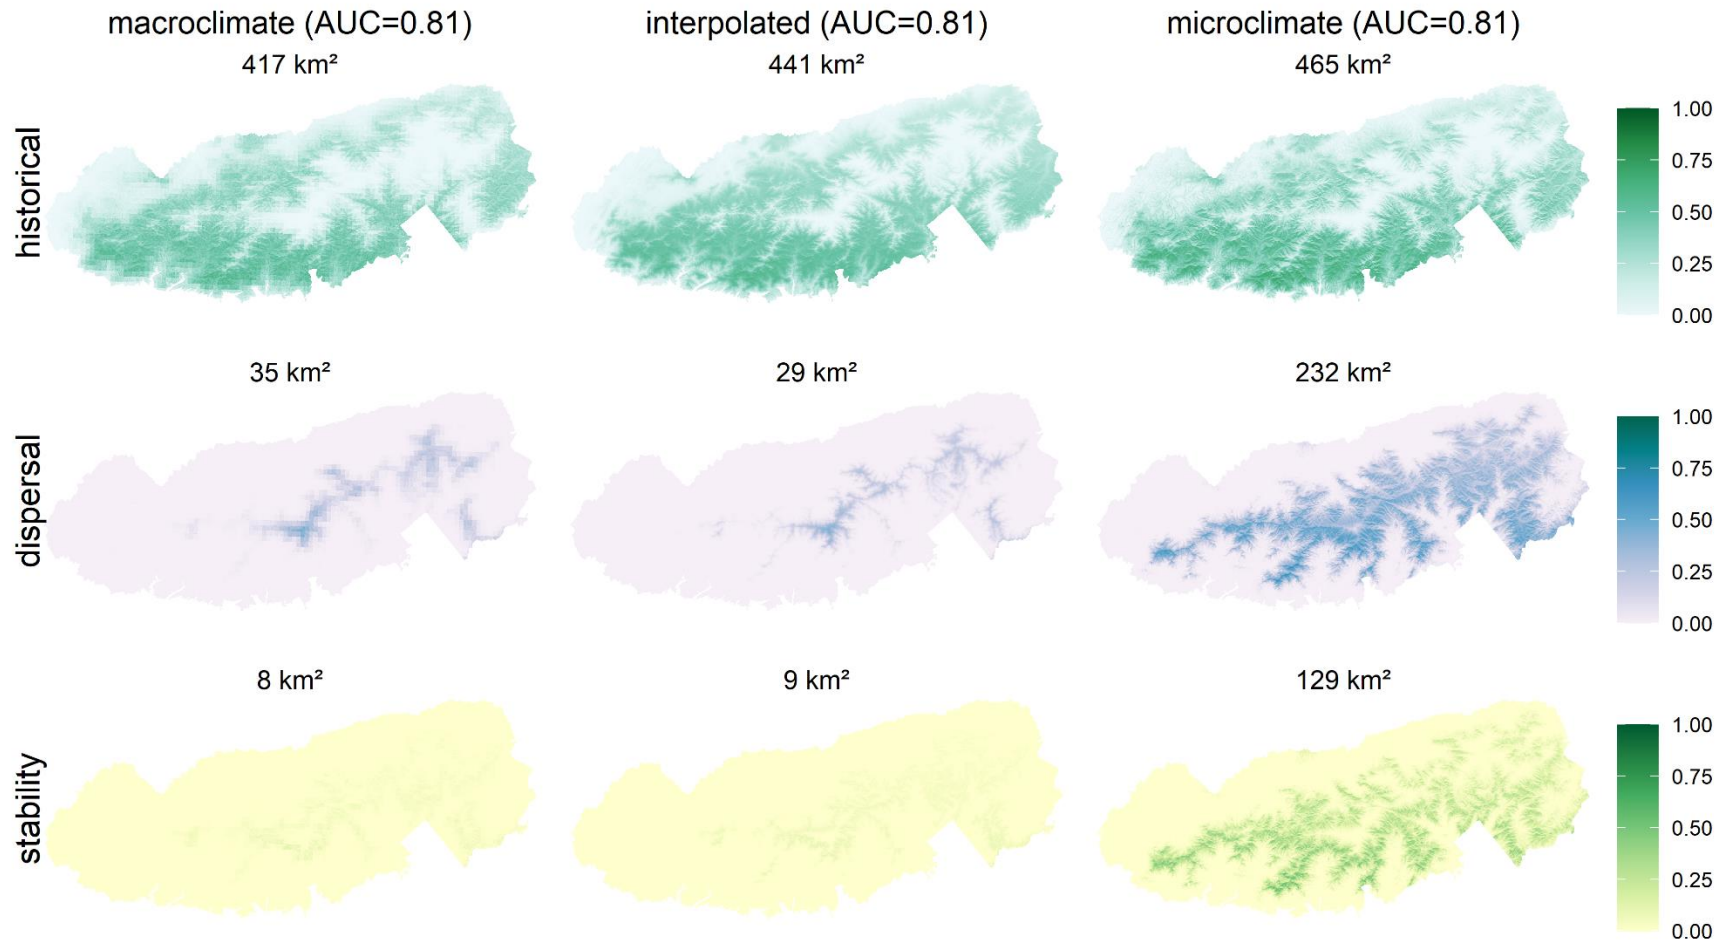 macroclimate (AUC=0.81) interpolated (AUC=0.81) microclimate (AUC=0.81)
417 km² 441 km² 465 km²
historical
1.00
0.75
0.50
0.25
0.00
35 km² 29 km² 232 km²
dispersal
1.00
0.75
0.50
0.25
0.00
8 km² 9 km² 129 km²
stability
1.00
0.75
0.50
0.25
0.00